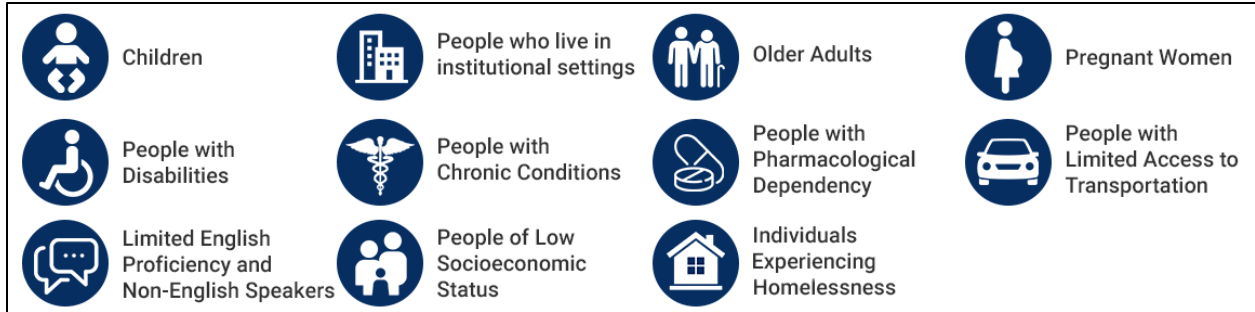 Children
People who live in
institutional settings
Older Adults
Pregnant Women
People with
Disabilities
People with
Chronic Conditions
People with
Pharmacological
Dependency
People with
Limited Access to
Transportation
Limited English
Proficiency and
Non-English Speakers
People of Low
Socioeconomic
Status
Individuals
Experiencing
Homelessness